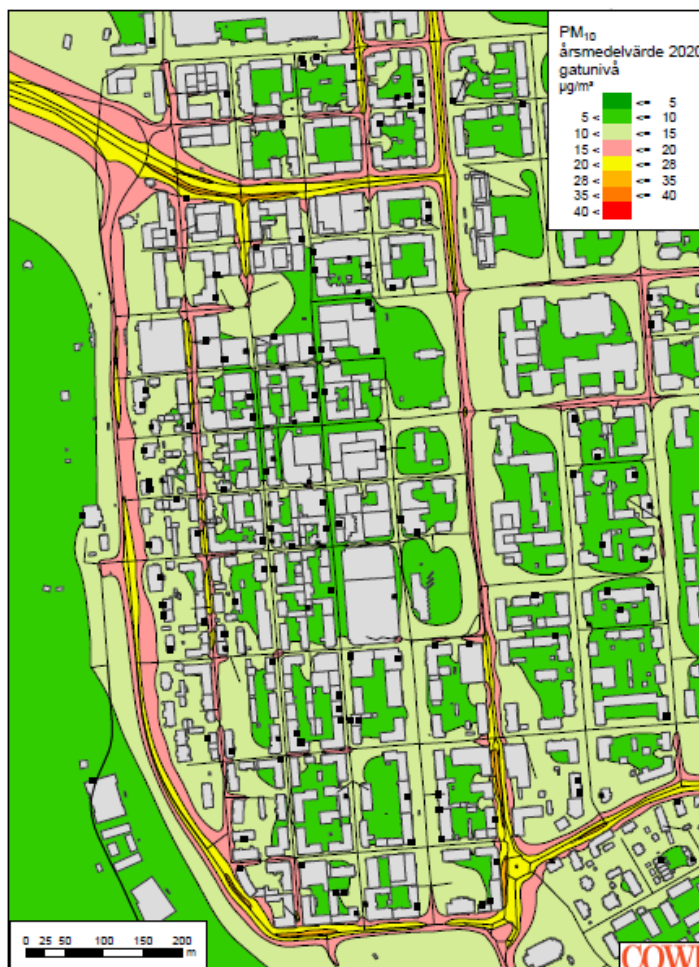 PM₁₀
årsmedelvärde 2020
gatunivå
µg/m³
<= 5
5 < <= 10
10 < <= 15
15 < <= 20
20 < <= 28
28 < <= 35
35 < <= 40
40 <
0 25 50 100 150 200
m
COWI